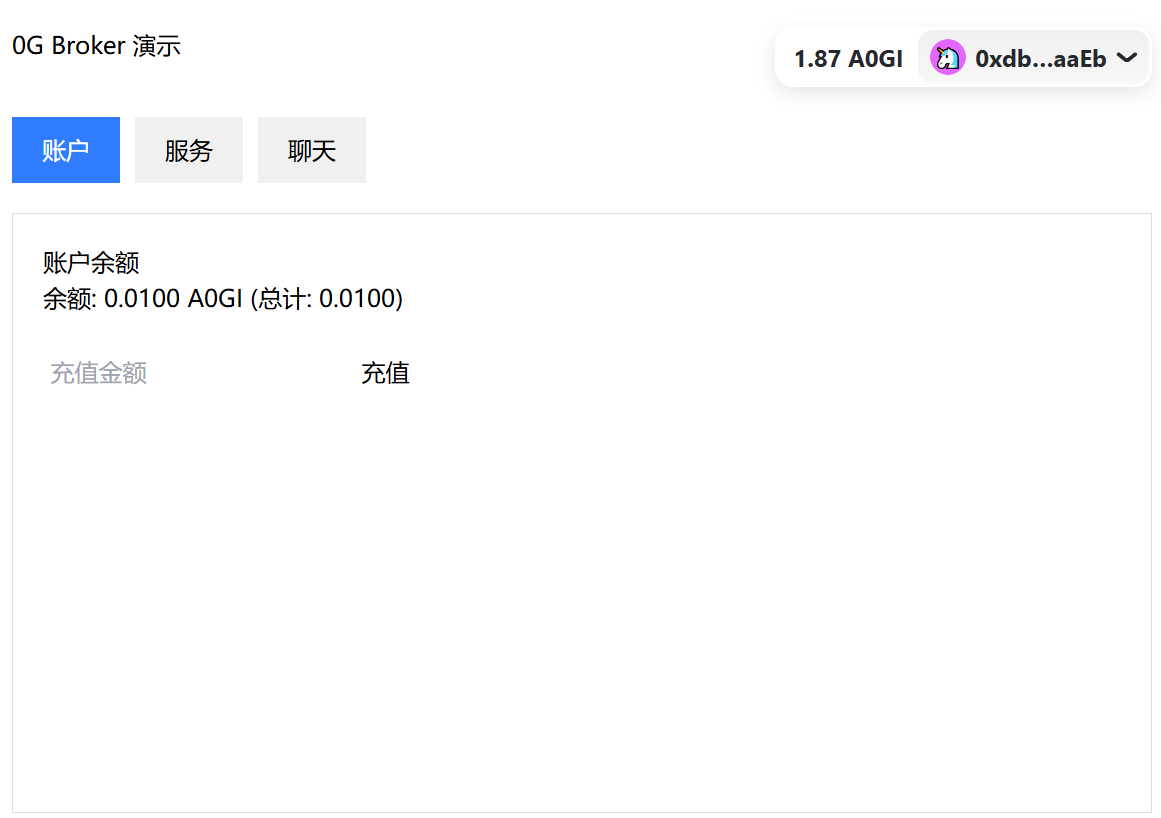 0G Broker 演示
1.87 A0GI 0xdb...aaEb
账户 服务 聊天
账户余额
余额: 0.0100 A0GI (总计: 0.0100)
充值金额 充值